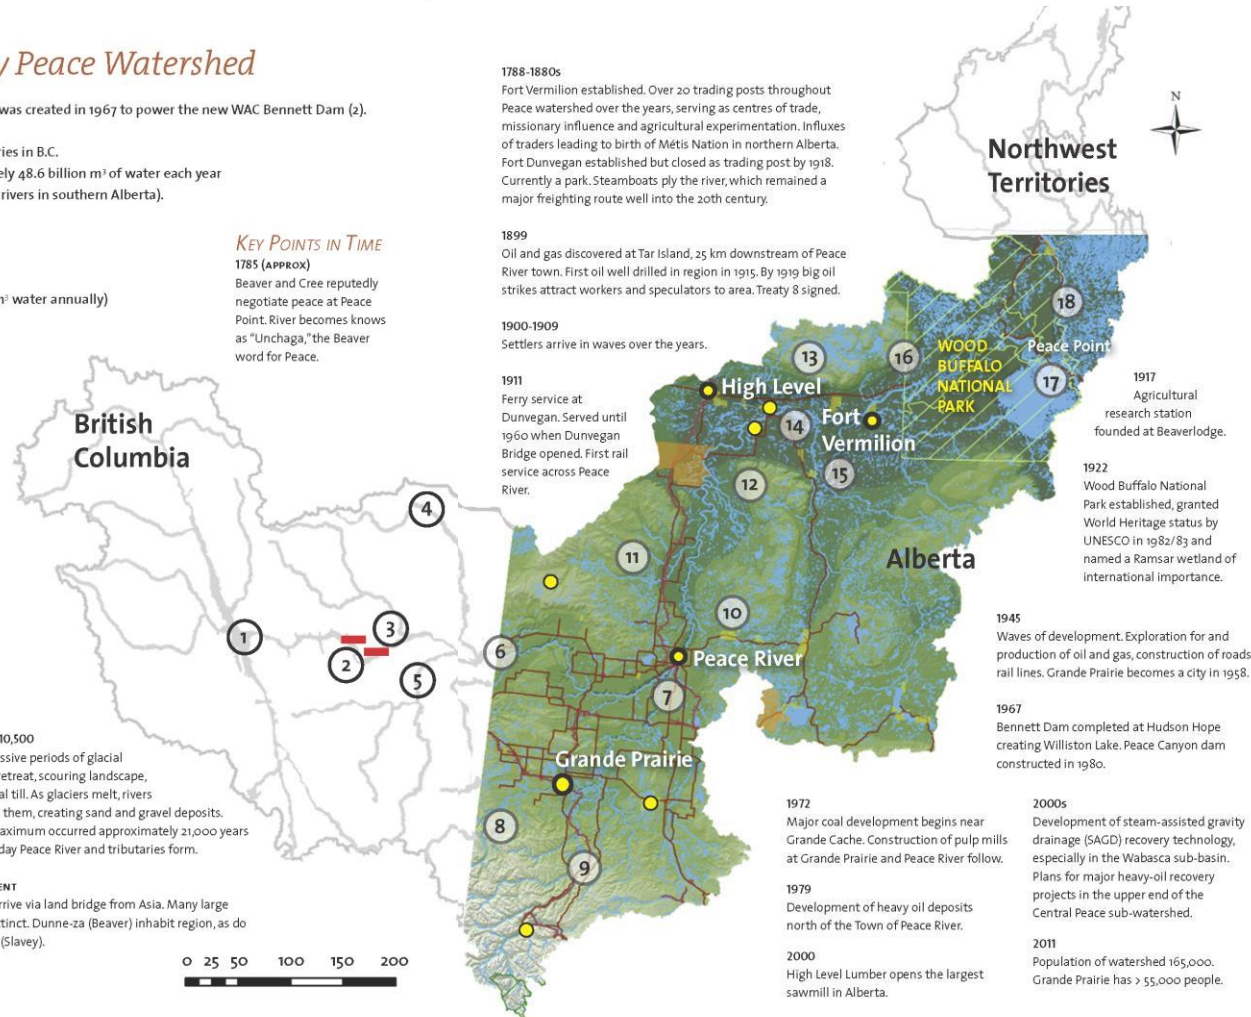 y Peace Watershed
was created in 1967 to power the new WAC Bennett Dam (2).
ries in B.C.
ely 48.6 billion m³ of water each year
rivers in southern Alberta).
m³ water annually)
KEY POINTS IN TIME
1785 (APPROX)
Beaver and Cree reputedly
negotiate peace at Peace
Point. River becomes knows
as "Unchaga,"the Beaver
word for Peace.
1788-1880s
Fort Vermilion established. Over 20 trading posts throughout
Peace watershed over the years, serving as centres of trade,
missionary influence and agricultural experimentation. Influxes
of traders leading to birth of Métis Nation in northern Alberta.
Fort Dunvegan established but closed as trading post by 1918.
Currently a park. Steamboats ply the river, which remained a
major freighting route well into the 20th century.
1899
Oil and gas discovered at Tar Island, 25 km downstream of Peace
River town. First oil well drilled in region in 1915. By 1919 big oil
strikes attract workers and speculators to area. Treaty 8 signed.
1900-1909
Settlers arrive in waves over the years.
1911
Ferry service at
Dunvegan. Served until
1960 when Dunvegan
Bridge opened. First rail
service across Peace
River.
N
Northwest
Territories
18
Peace Point
17
16
WOOD
BUFFALO
NATIONAL
PARK
13
High Level
14
Fort
Vermilion
15
12
Alberta
11
10
Peace River
7
6
Grande Prairie
8
9
British
Columbia
4
1
3
2
5
1917
Agricultural
research station
founded at Beaverlodge.
1922
Wood Buffalo National
Park established, granted
World Heritage status by
UNESCO in 1982/83 and
named a Ramsar wetland of
international importance.
1945
Waves of development. Exploration for and
production of oil and gas, construction of roads
rail lines. Grande Prairie becomes a city in 1958.
1967
Bennett Dam completed at Hudson Hope
creating Williston Lake. Peace Canyon dam
constructed in 1980.
1972
Major coal development begins near
Grande Cache. Construction of pulp mills
at Grande Prairie and Peace River follow.
1979
Development of heavy oil deposits
north of the Town of Peace River.
2000
High Level Lumber opens the largest
sawmill in Alberta.
2000s
Development of steam-assisted gravity
drainage (SAGD) recovery technology,
especially in the Wabasca sub-basin.
Plans for major heavy-oil recovery
projects in the upper end of the
Central Peace sub-watershed.
2011
Population of watershed 165,000.
Grande Prairie has > 55,000 people.
10,500
ssive periods of glacial
retreat, scouring landscape,
al till. As glaciers melt, rivers
them, creating sand and gravel deposits.
aximum occurred approximately 21,000 years
day Peace River and tributaries form.
ENT
rrive via land bridge from Asia. Many large
tinct. Dunne-za (Beaver) inhabit region, as do
(Slavey).
0 25 50 100 150 200